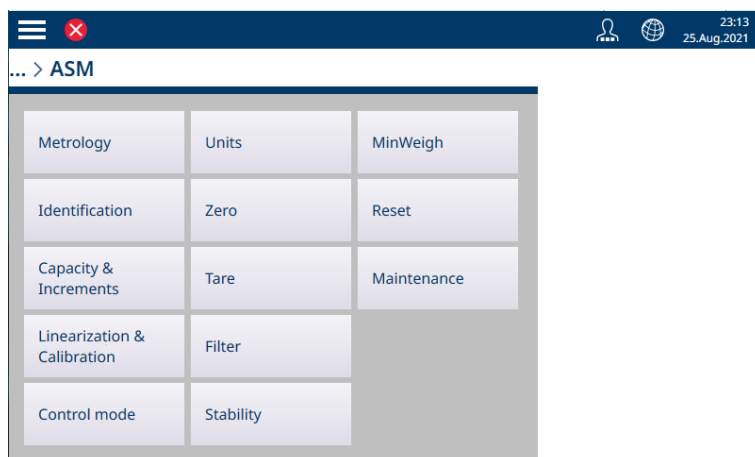 23:13
25.Aug.2021
... > ASM
Metrology
Units
MinWeigh
Identification
Zero
Reset
Capacity &
Increments
Tare
Maintenance
Linearization &
Calibration
Filter
Control mode
Stability